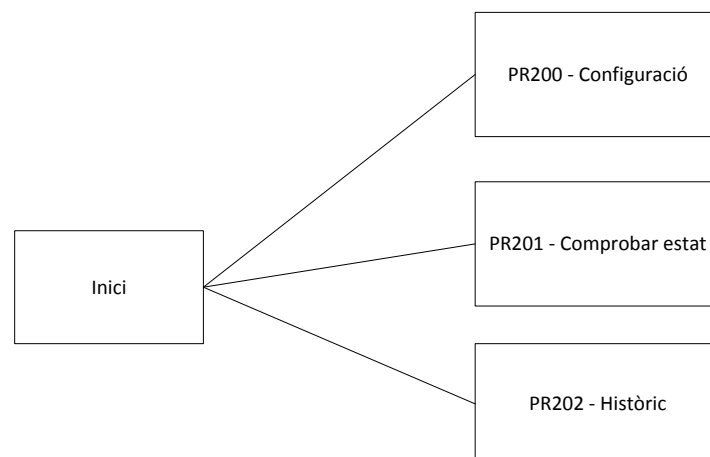 PR200 - Configuració
PR201 - Comprobar estat
Inici
PR202 - Històric